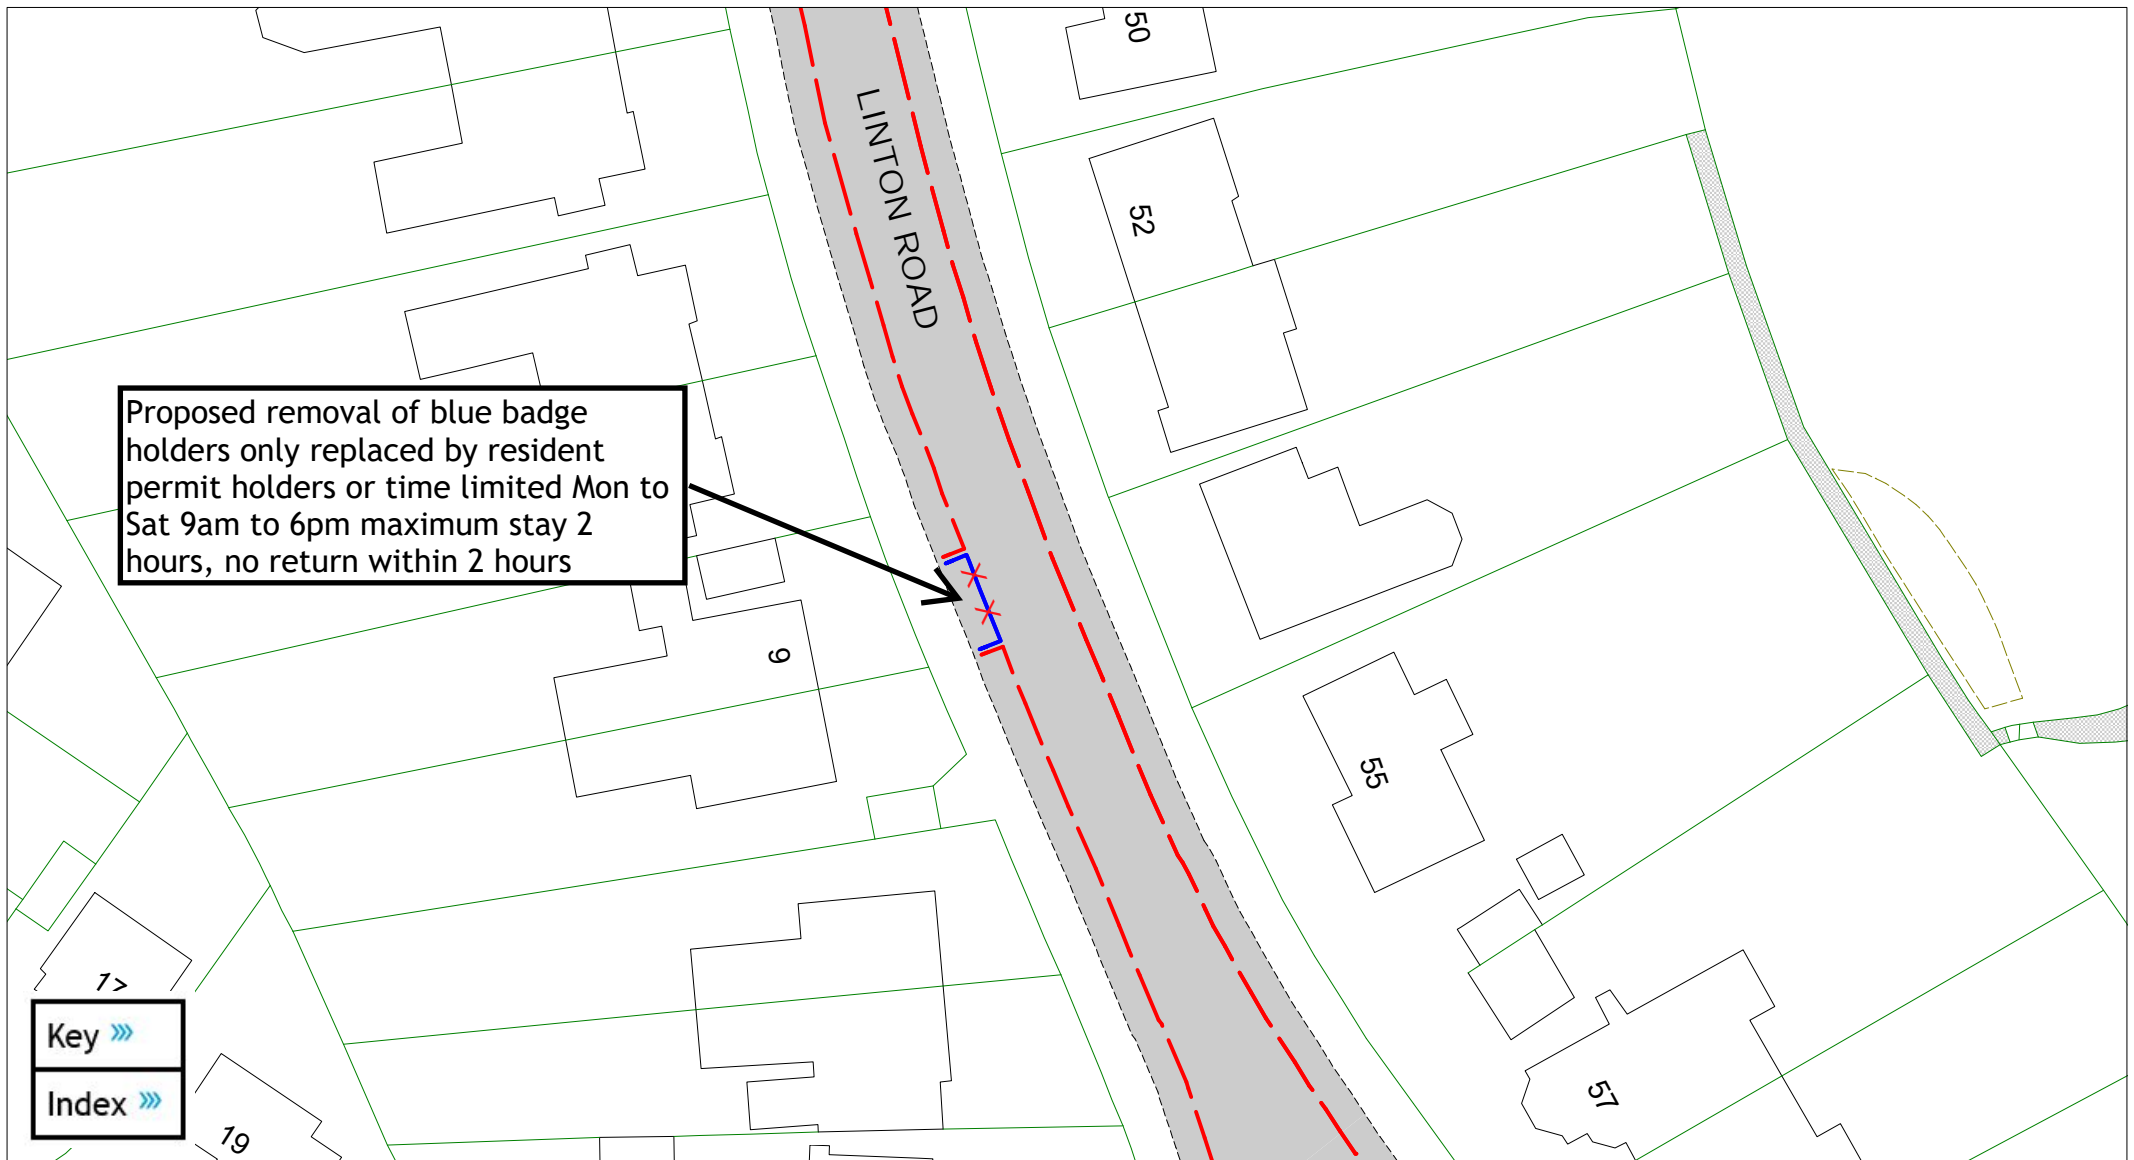 50
LINTON ROAD
52
Proposed removal of blue badge
holders only replaced by resident
permit holders or time limited Mon to
Sat 9am to 6pm maximum stay 2
hours, no return within 2 hours
9
55
17
Key
Index
57
19